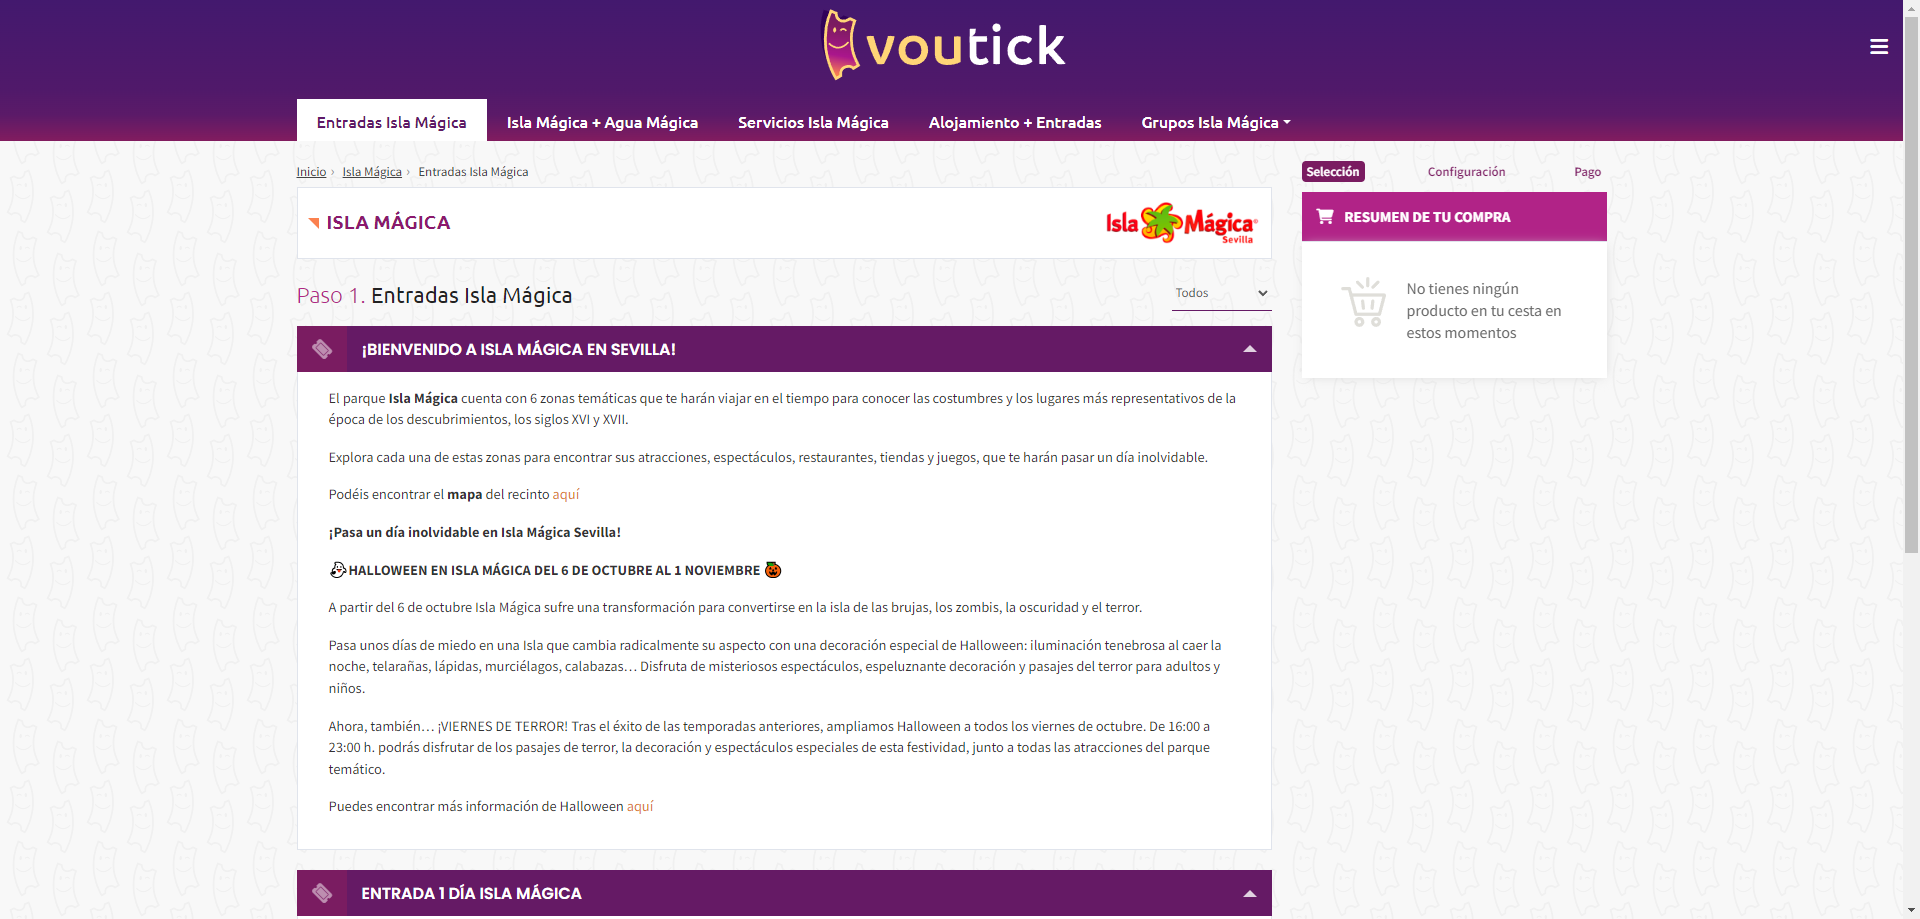 voutick
Entradas Isla Mágica
Isla Mágica + Agua Mágica
Servicios Isla Mágica
Alojamiento + Entradas
Grupos Isla Mágica
Inicio › Isla Mágica › Entradas Isla Mágica
ISLA MÁGICA
Isla Mágica
Sevilla
Paso 1. Entradas Isla Mágica
Todos
¡BIENVENIDO A ISLA MÁGICA EN SEVILLA!
El parque Isla Mágica cuenta con 6 zonas temáticas que te harán viajar en el tiempo para conocer las costumbres y los lugares más representativos de la
época de los descubrimientos, los siglos XVI y XVII.
Explora cada una de estas zonas para encontrar sus atracciones, espectáculos, restaurantes, tiendas y juegos, que te harán pasar un día inolvidable.
Podéis encontrar el mapa del recinto aquí
¡Pasa un día inolvidable en Isla Mágica Sevilla!
HALLOWEEN EN ISLA MÁGICA DEL 6 DE OCTUBRE AL 1 NOVIEMBRE
A partir del 6 de octubre Isla Mágica sufre una transformación para convertirse en la isla de las brujas, los zombis, la oscuridad y el terror.
Pasa unos días de miedo en una Isla que cambia radicalmente su aspecto con una decoración especial de Halloween: iluminación tenebrosa al caer la
noche, telarañas, lápidas, murciélagos, calabazas… Disfruta de misteriosos espectáculos, espeluznante decoración y pasajes del terror para adultos y
niños.
Ahora, también… ¡VIERNES DE TERROR! Tras el éxito de las temporadas anteriores, ampliamos Halloween a todos los viernes de octubre. De 16:00 a
23:00 h. podrás disfrutar de los pasajes de terror, la decoración y espectáculos especiales de esta festividad, junto a todas las atracciones del parque
temático.
Puedes encontrar más información de Halloween aquí
ENTRADA 1 DÍA ISLA MÁGICA
Selección
Configuración
Pago
RESUMEN DE TU COMPRA
No tienes ningún
producto en tu cesta en
estos momentos